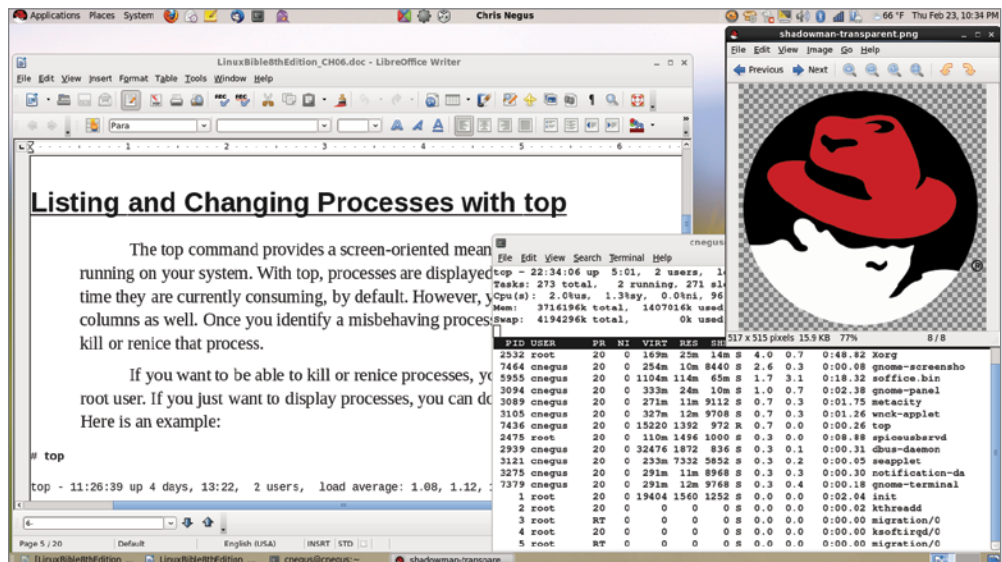 Applications Places System Chris Negus 66 °F Thu Feb 23, 10:34 PM
LinuxBible8thEdition_CH06.doc - LibreOffice Writer
File Edit View Insert Format Table Tools Window Help
Para
1 2 3 4 5 6
Listing and Changing Processes with top
The top command provides a screen-oriented mean
running on your system. With top, processes are displayed
time they are currently consuming, by default. However, y
columns as well. Once you identify a misbehaving proces
kill or renice that process.
If you want to be able to kill or renice processes, yo
root user. If you just want to display processes, you can do
Here is an example:
# top
top - 11:26:39 up 4 days, 13:22, 2 users, load average: 1.08, 1.12,
6-
Page 5 / 20 Default English (USA) INSRT STD
shadowman-transparent.png
File Edit View Image Go Help
Previous Next
®
517 x 515 pixels 15.9 KB 77% 8 / 8
cnegus
File Edit View Search Terminal Help
top - 22:34:06 up 5:01, 2 users, l
Tasks: 273 total, 2 running, 271 sl
Cpu(s): 2.0%us, 1.3%sy, 0.0%ni, 96
Mem: 3716196k total, 1407016k used
Swap: 4194296k total, 0k used
PID USER PR NI VIRT RES SH
2532 root 20 0 169m 25m 14m S 4.0 0.7 0:48.82 Xorg
7464 cnegus 20 0 254m 10m 8440 S 2.6 0.3 0:00.08 gnome-screensho
5955 cnegus 20 0 1104m 114m 65m S 1.7 3.1 0:18.32 soffice.bin
3094 cnegus 20 0 333m 24m 10m S 1.0 0.7 0:02.38 gnome-panel
3089 cnegus 20 0 271m 11m 9112 S 0.7 0.3 0:01.75 metacity
3105 cnegus 20 0 327m 12m 9708 S 0.7 0.3 0:01.26 wnck-applet
7436 cnegus 20 0 15220 1392 972 R 0.7 0.0 0:00.26 top
2475 root 20 0 110m 1496 1000 S 0.3 0.0 0:08.88 spiceusbsrvd
2939 cnegus 20 0 32476 1872 836 S 0.3 0.1 0:00.31 dbus-daemon
3121 cnegus 20 0 233m 7332 5852 S 0.3 0.2 0:00.05 seapplet
3275 cnegus 20 0 291m 11m 8968 S 0.3 0.3 0:00.30 notification-da
7379 cnegus 20 0 291m 12m 9768 S 0.3 0.4 0:00.18 gnome-terminal
1 root 20 0 19404 1560 1252 S 0.0 0.0 0:02.04 init
2 root 20 0 0 0 0 S 0.0 0.0 0:00.02 kthreadd
3 root RT 0 0 0 0 S 0.0 0.0 0:00.00 migration/0
4 root 20 0 0 0 0 S 0.0 0.0 0:00.00 ksoftirqd/0
5 root RT 0 0 0 0 S 0.0 0.0 0:00.00 migration/0
[LinuxBible8thEdition LinuxBible8thEdition cnegus@cnegus:~ shadowman-transpare